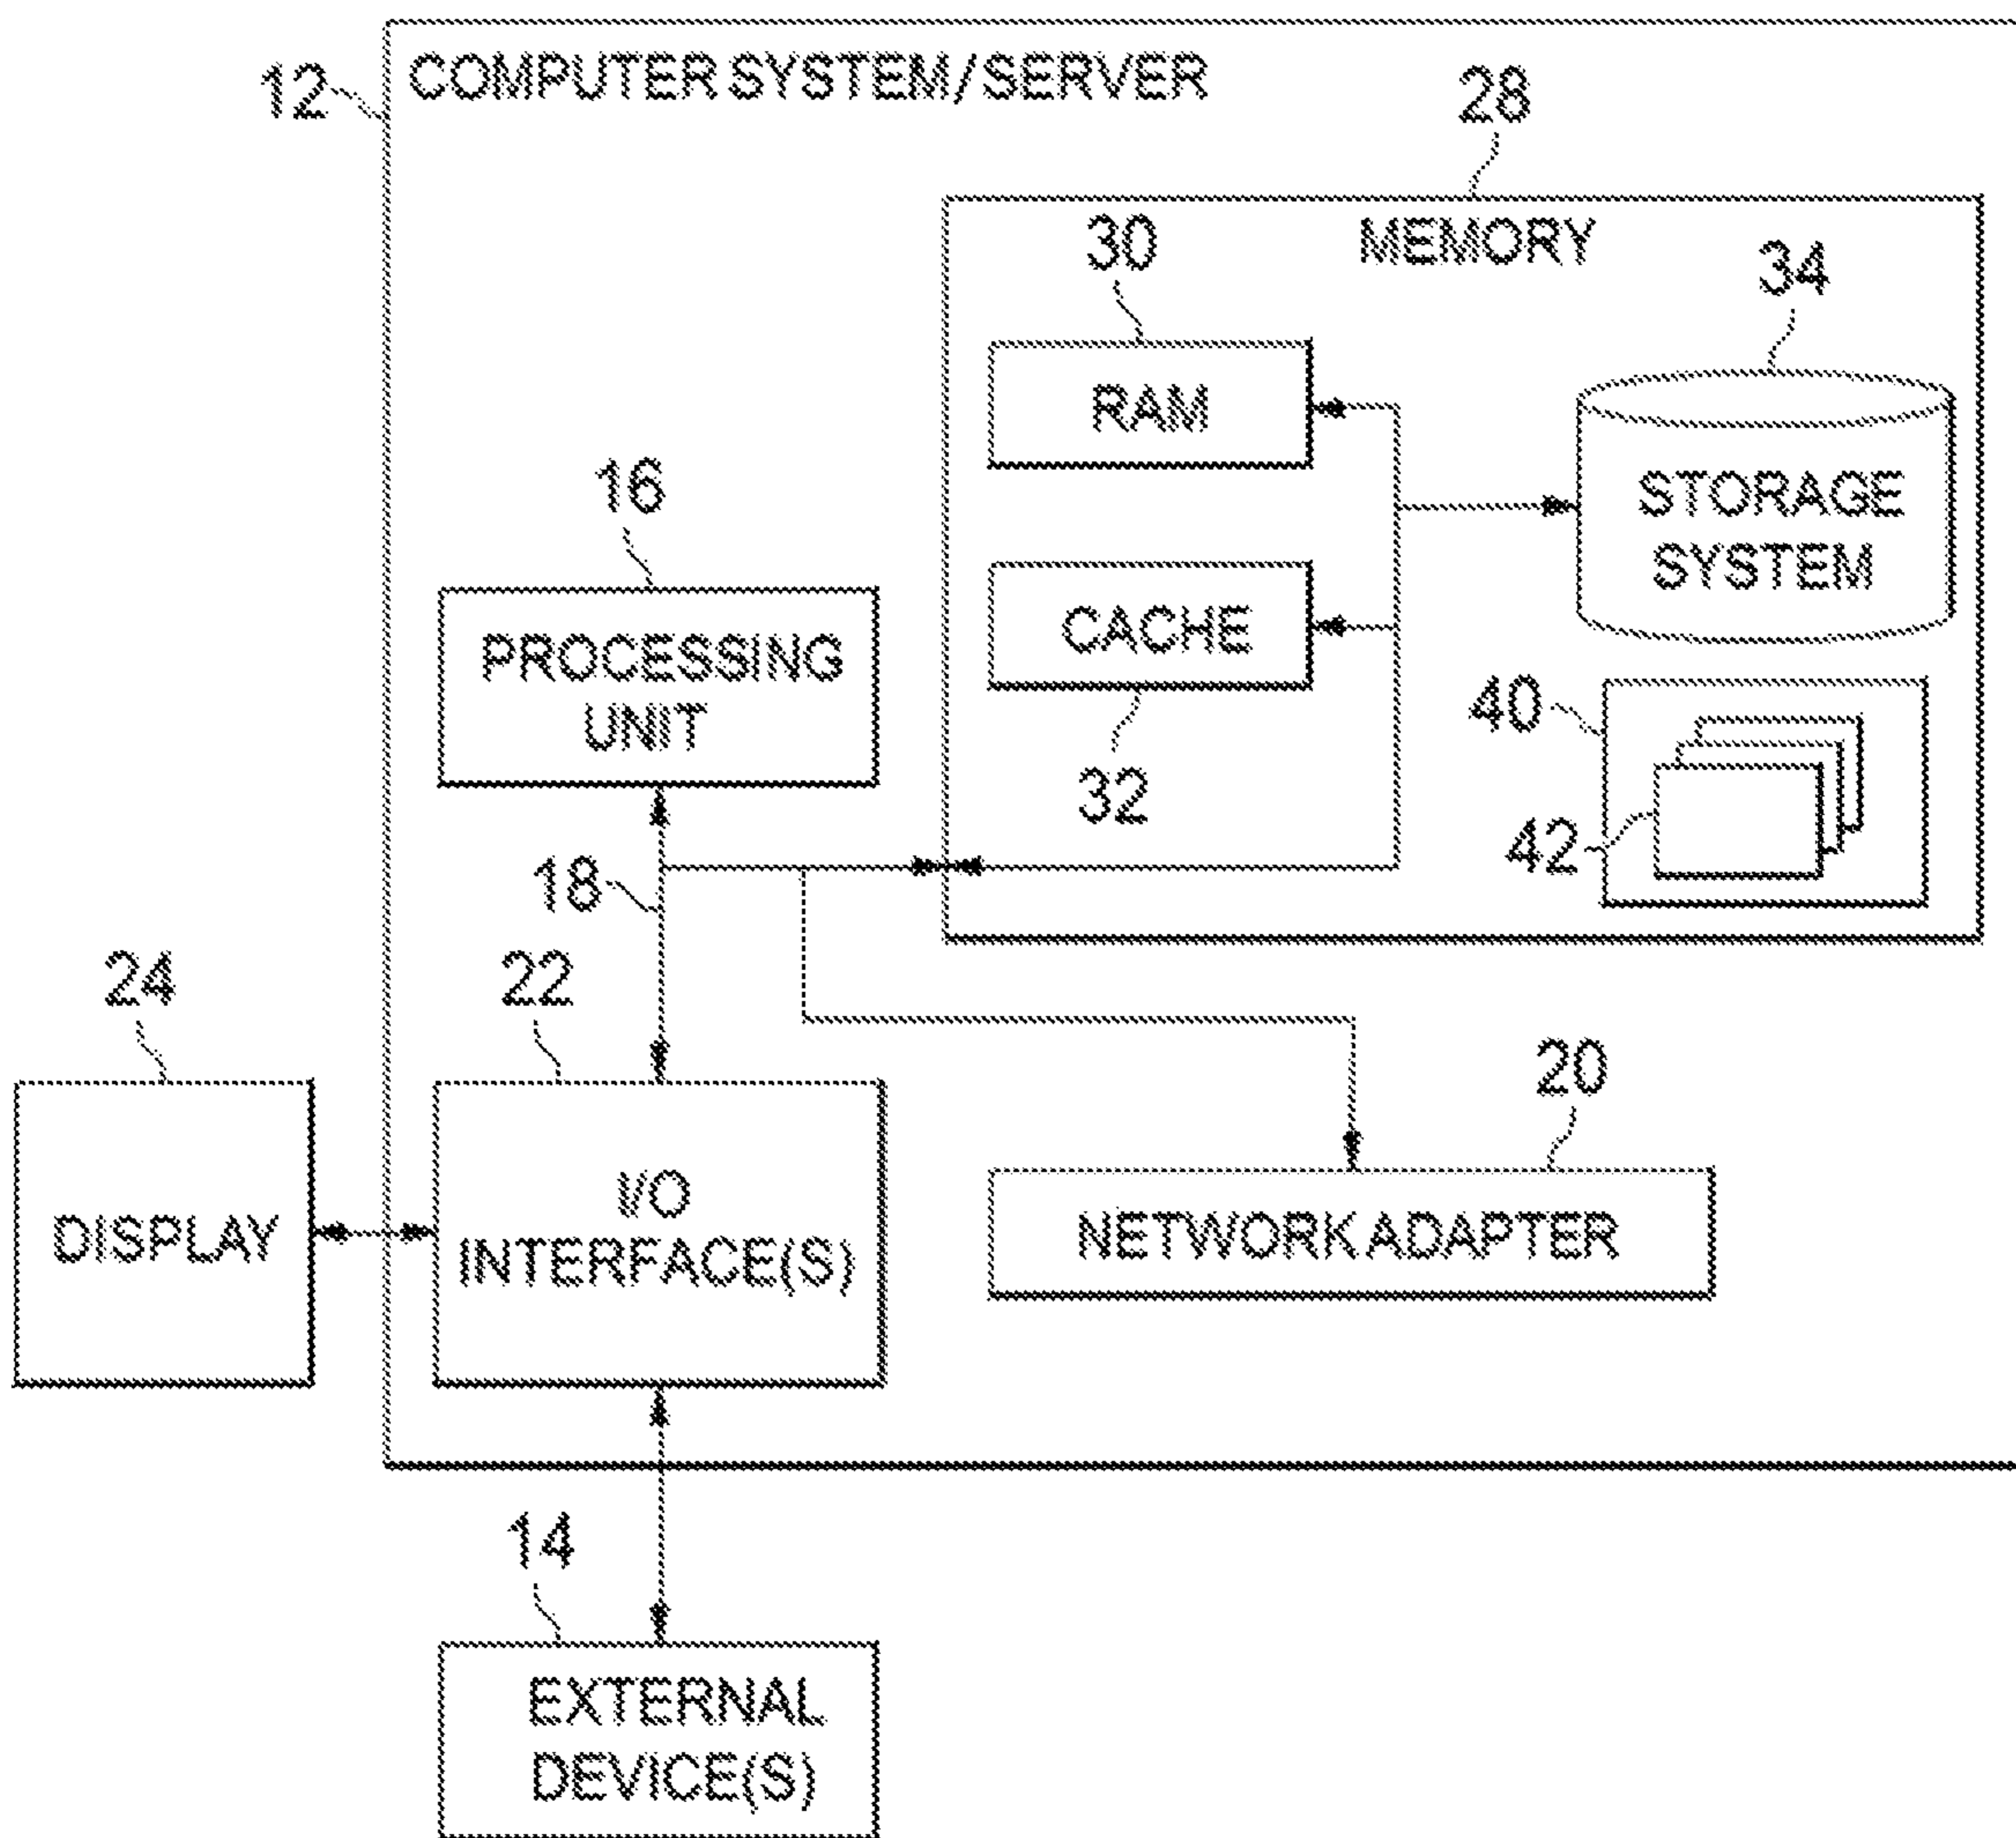 12
COMPUTER SYSTEM/SERVER
28
MEMORY
30
34
RAM
STORAGE
SYSTEM
16
PROCESSING
UNIT
CACHE
32
40
42
18
24
22
20
DISPLAY
I/O
INTERFACE(S)
NETWORK ADAPTER
14
EXTERNAL
DEVICE(S)